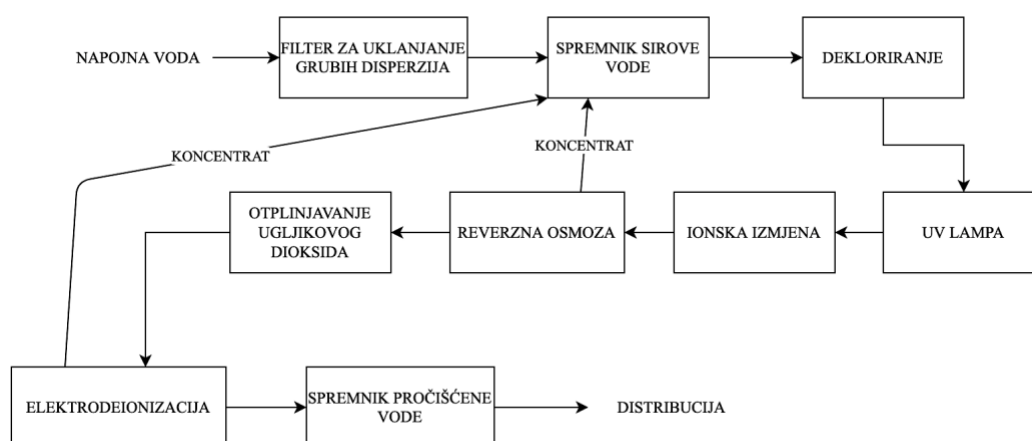 NAPOJNA VODA
FILTER ZA UKLANJANJE
GRUBIH DISPERZIJA
SPREMNIK SIROVE
VODE
DEKLORIRANJE
KONCENTRAT
KONCENTRAT
OTPLINJAVANJE
UGLJIKOVOG
DIOKSIDA
REVERZNA OSMOZA
IONSKA IZMJENA
UV LAMPA
ELEKTRODEIONIZACIJA
SPREMNIK PROČIŠĆENE
VODE
DISTRIBUCIJA